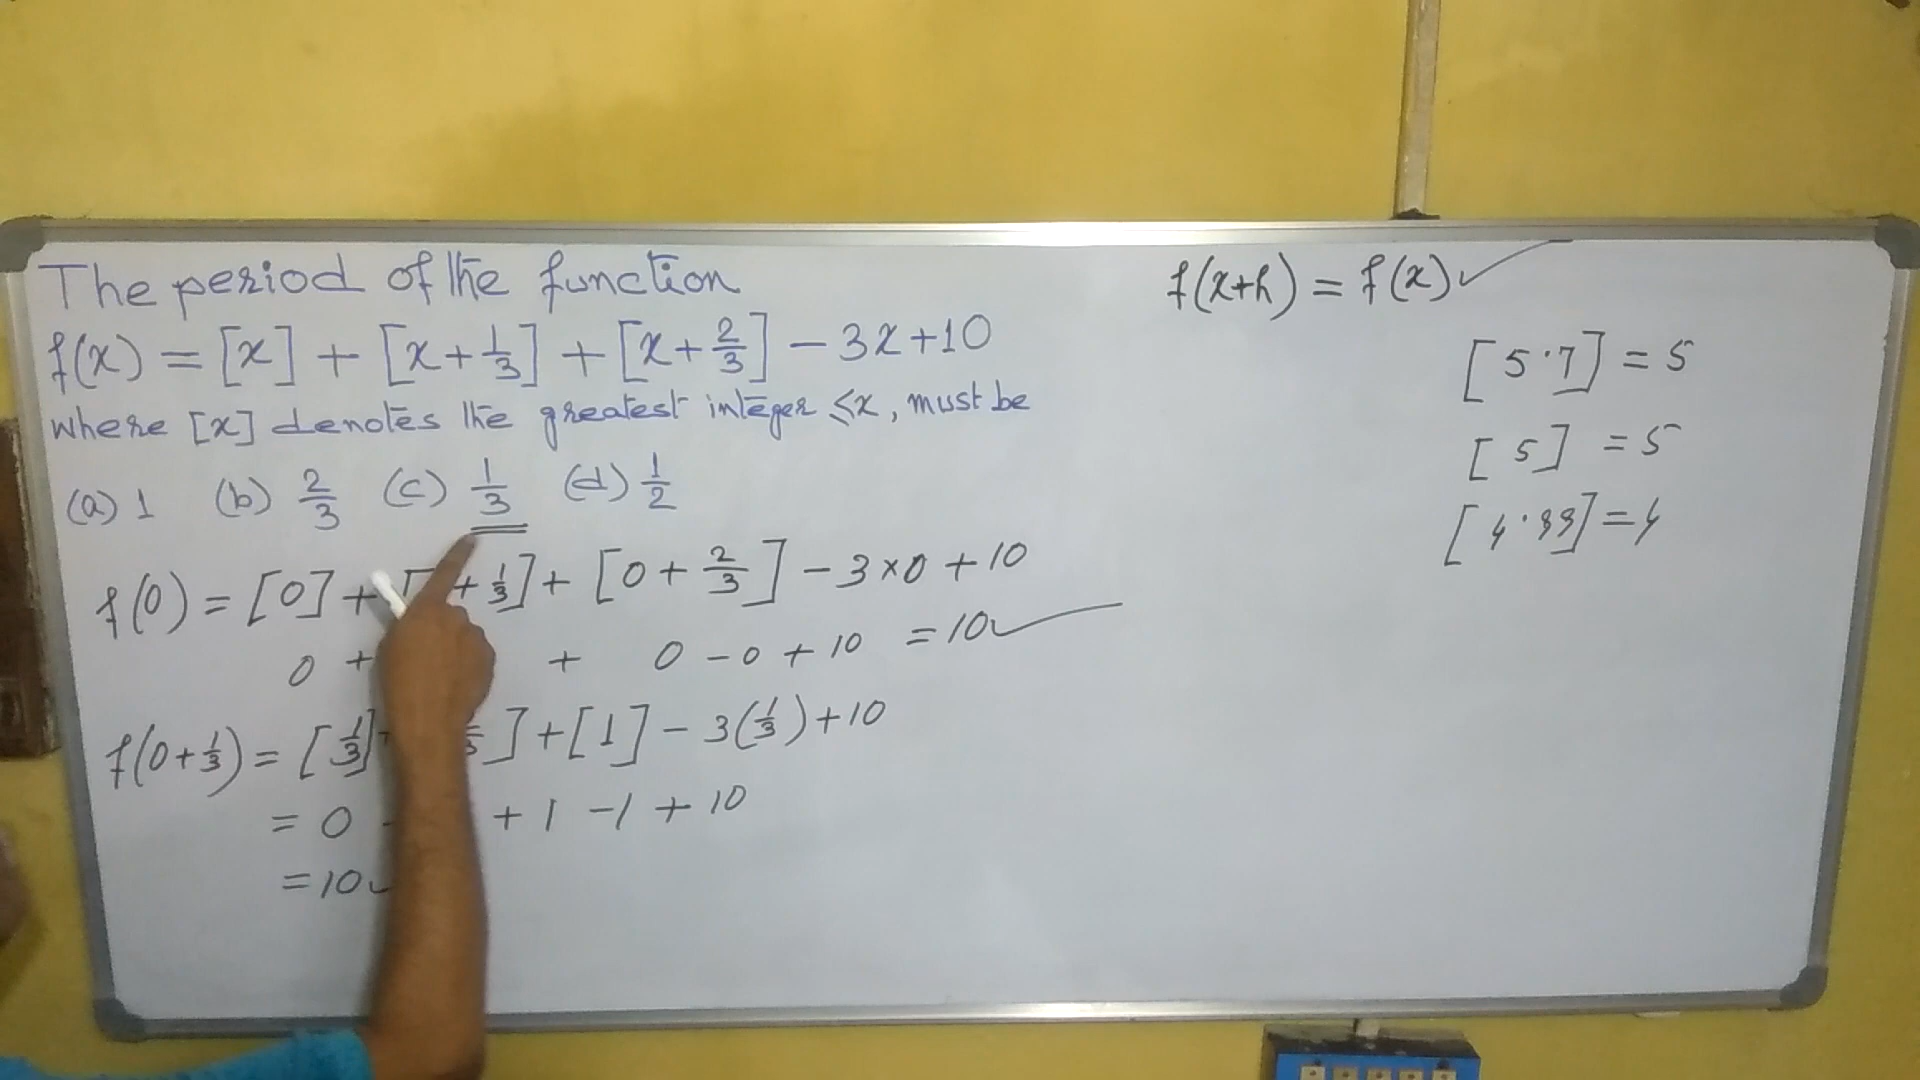 The period of the function
f(x) = [x] + [x + 1/3] + [x + 2/3] - 3x + 10
where [x] denotes the greatest integer ≤x, must be
(a) 1 (b) 2/3 (c) 1/3 (d) 1/2
f(0) = [0] + [ + 1/3] + [0 + 2/3] - 3×0 + 10
0 + + 0 - 0 + 10 = 10 ✓
f(0+1/3) = [1/3] ] + [1] - 3(1/3) + 10
= 0 + 1 - 1 + 10
= 10 ✓
f(x+h) = f(x) ✓
[5·7] = 5
[5] = 5
[4·99] = 4